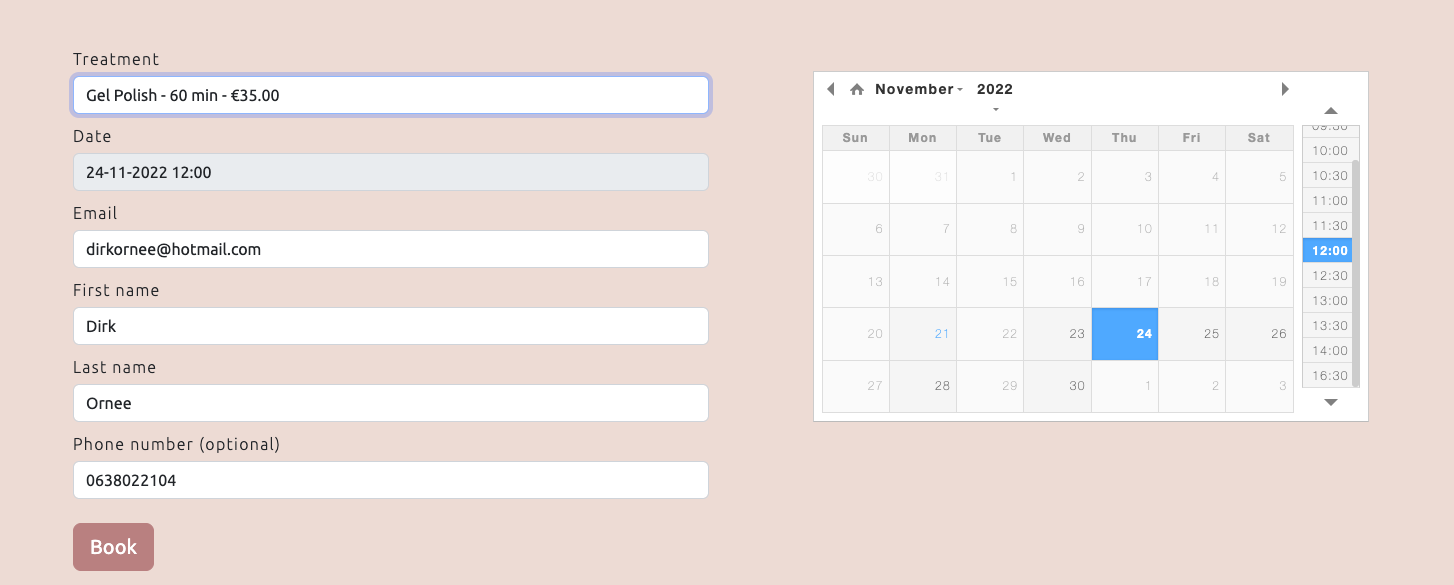 Treatment
Gel Polish - 60 min - €35.00
Date
24-11-2022 12:00
Email
dirkornee@hotmail.com
First name
Dirk
Last name
Ornee
Phone number (optional)
0638022104
Book
November 2022
Sun Mon Tue Wed Thu Fri Sat
30 31 1 2 3 4 5
6 7 8 9 10 11 12
13 14 15 16 17 18 19
20 21 22 23 24 25 26
27 28 29 30 1 2 3
09:30
10:00
10:30
11:00
11:30
12:00
12:30
13:00
13:30
14:00
16:30